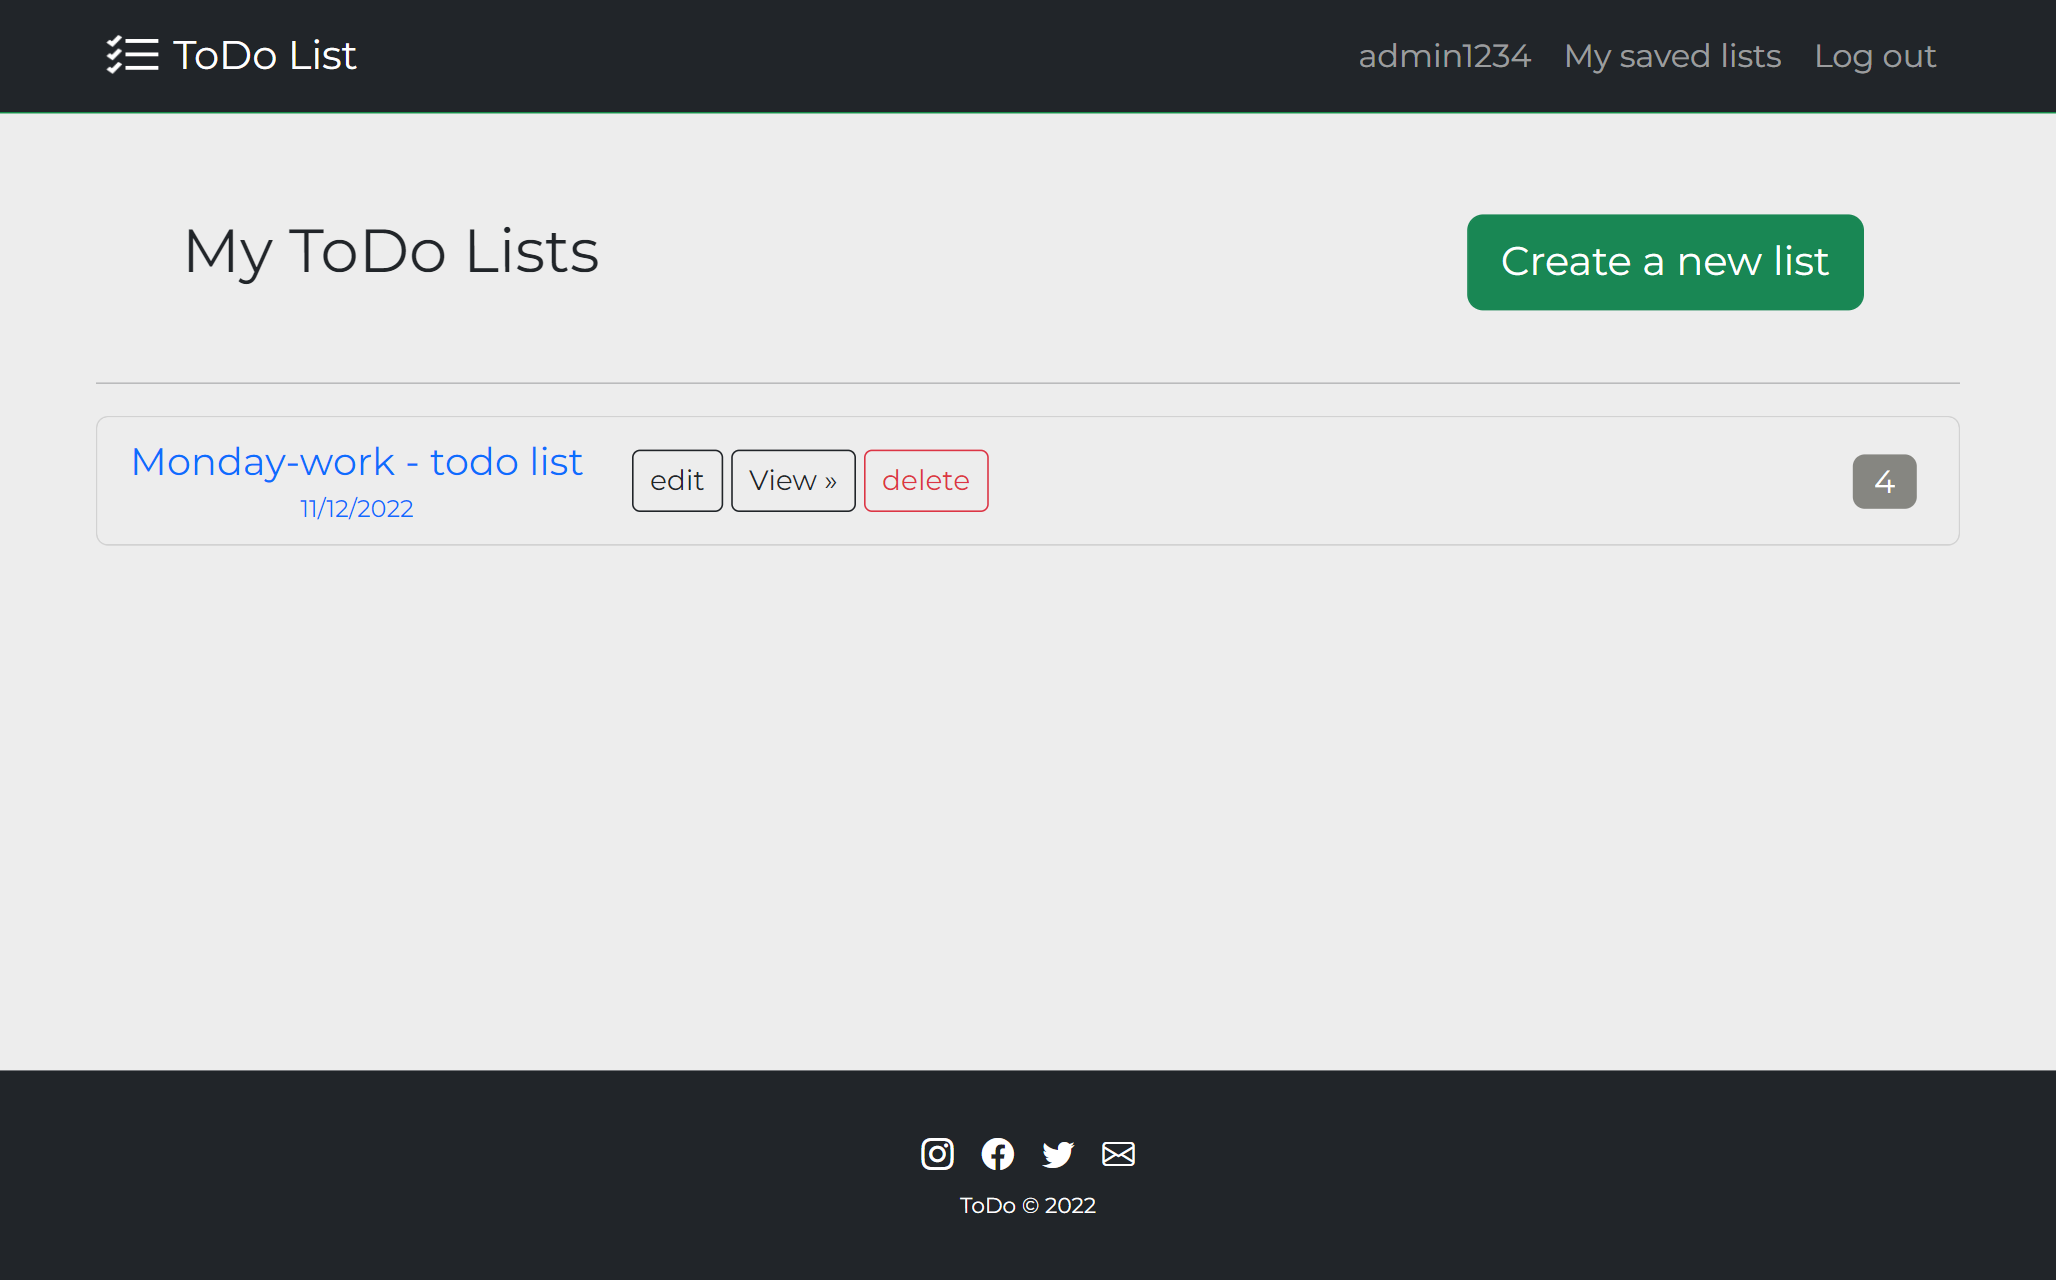 ToDo List
admin1234 My saved lists Log out
My ToDo Lists
Create a new list
Monday-work - todo list
11/12/2022
edit View » delete
4
ToDo © 2022